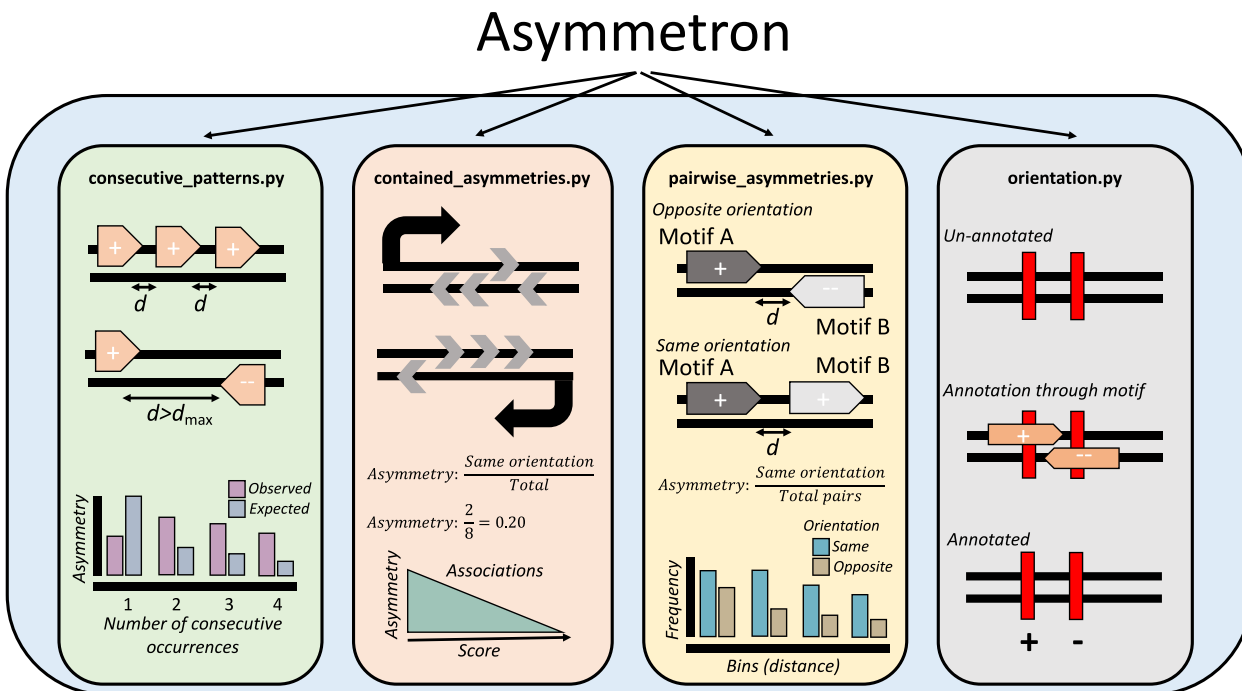 Asymmetron
consecutive_patterns.py
+ + +
d d
+
--
d>dmax
Observed
Expected
Asymmetry
1 2 3 4
Number of consecutive
occurrences
contained_asymmetries.py
Asymmetry: Same orientation
Total
Asymmetry: 2
8 = 0.20
Associations
Asymmetry
Score
pairwise_asymmetries.py
Opposite orientation
Motif A
+
--
d
Motif B
Same orientation
Motif A Motif B
+ +
d
Asymmetry: Same orientation
Total pairs
Orientation
Same
Opposite
Frequency
Bins (distance)
orientation.py
Un-annotated
Annotation through motif
+
--
Annotated
+ -